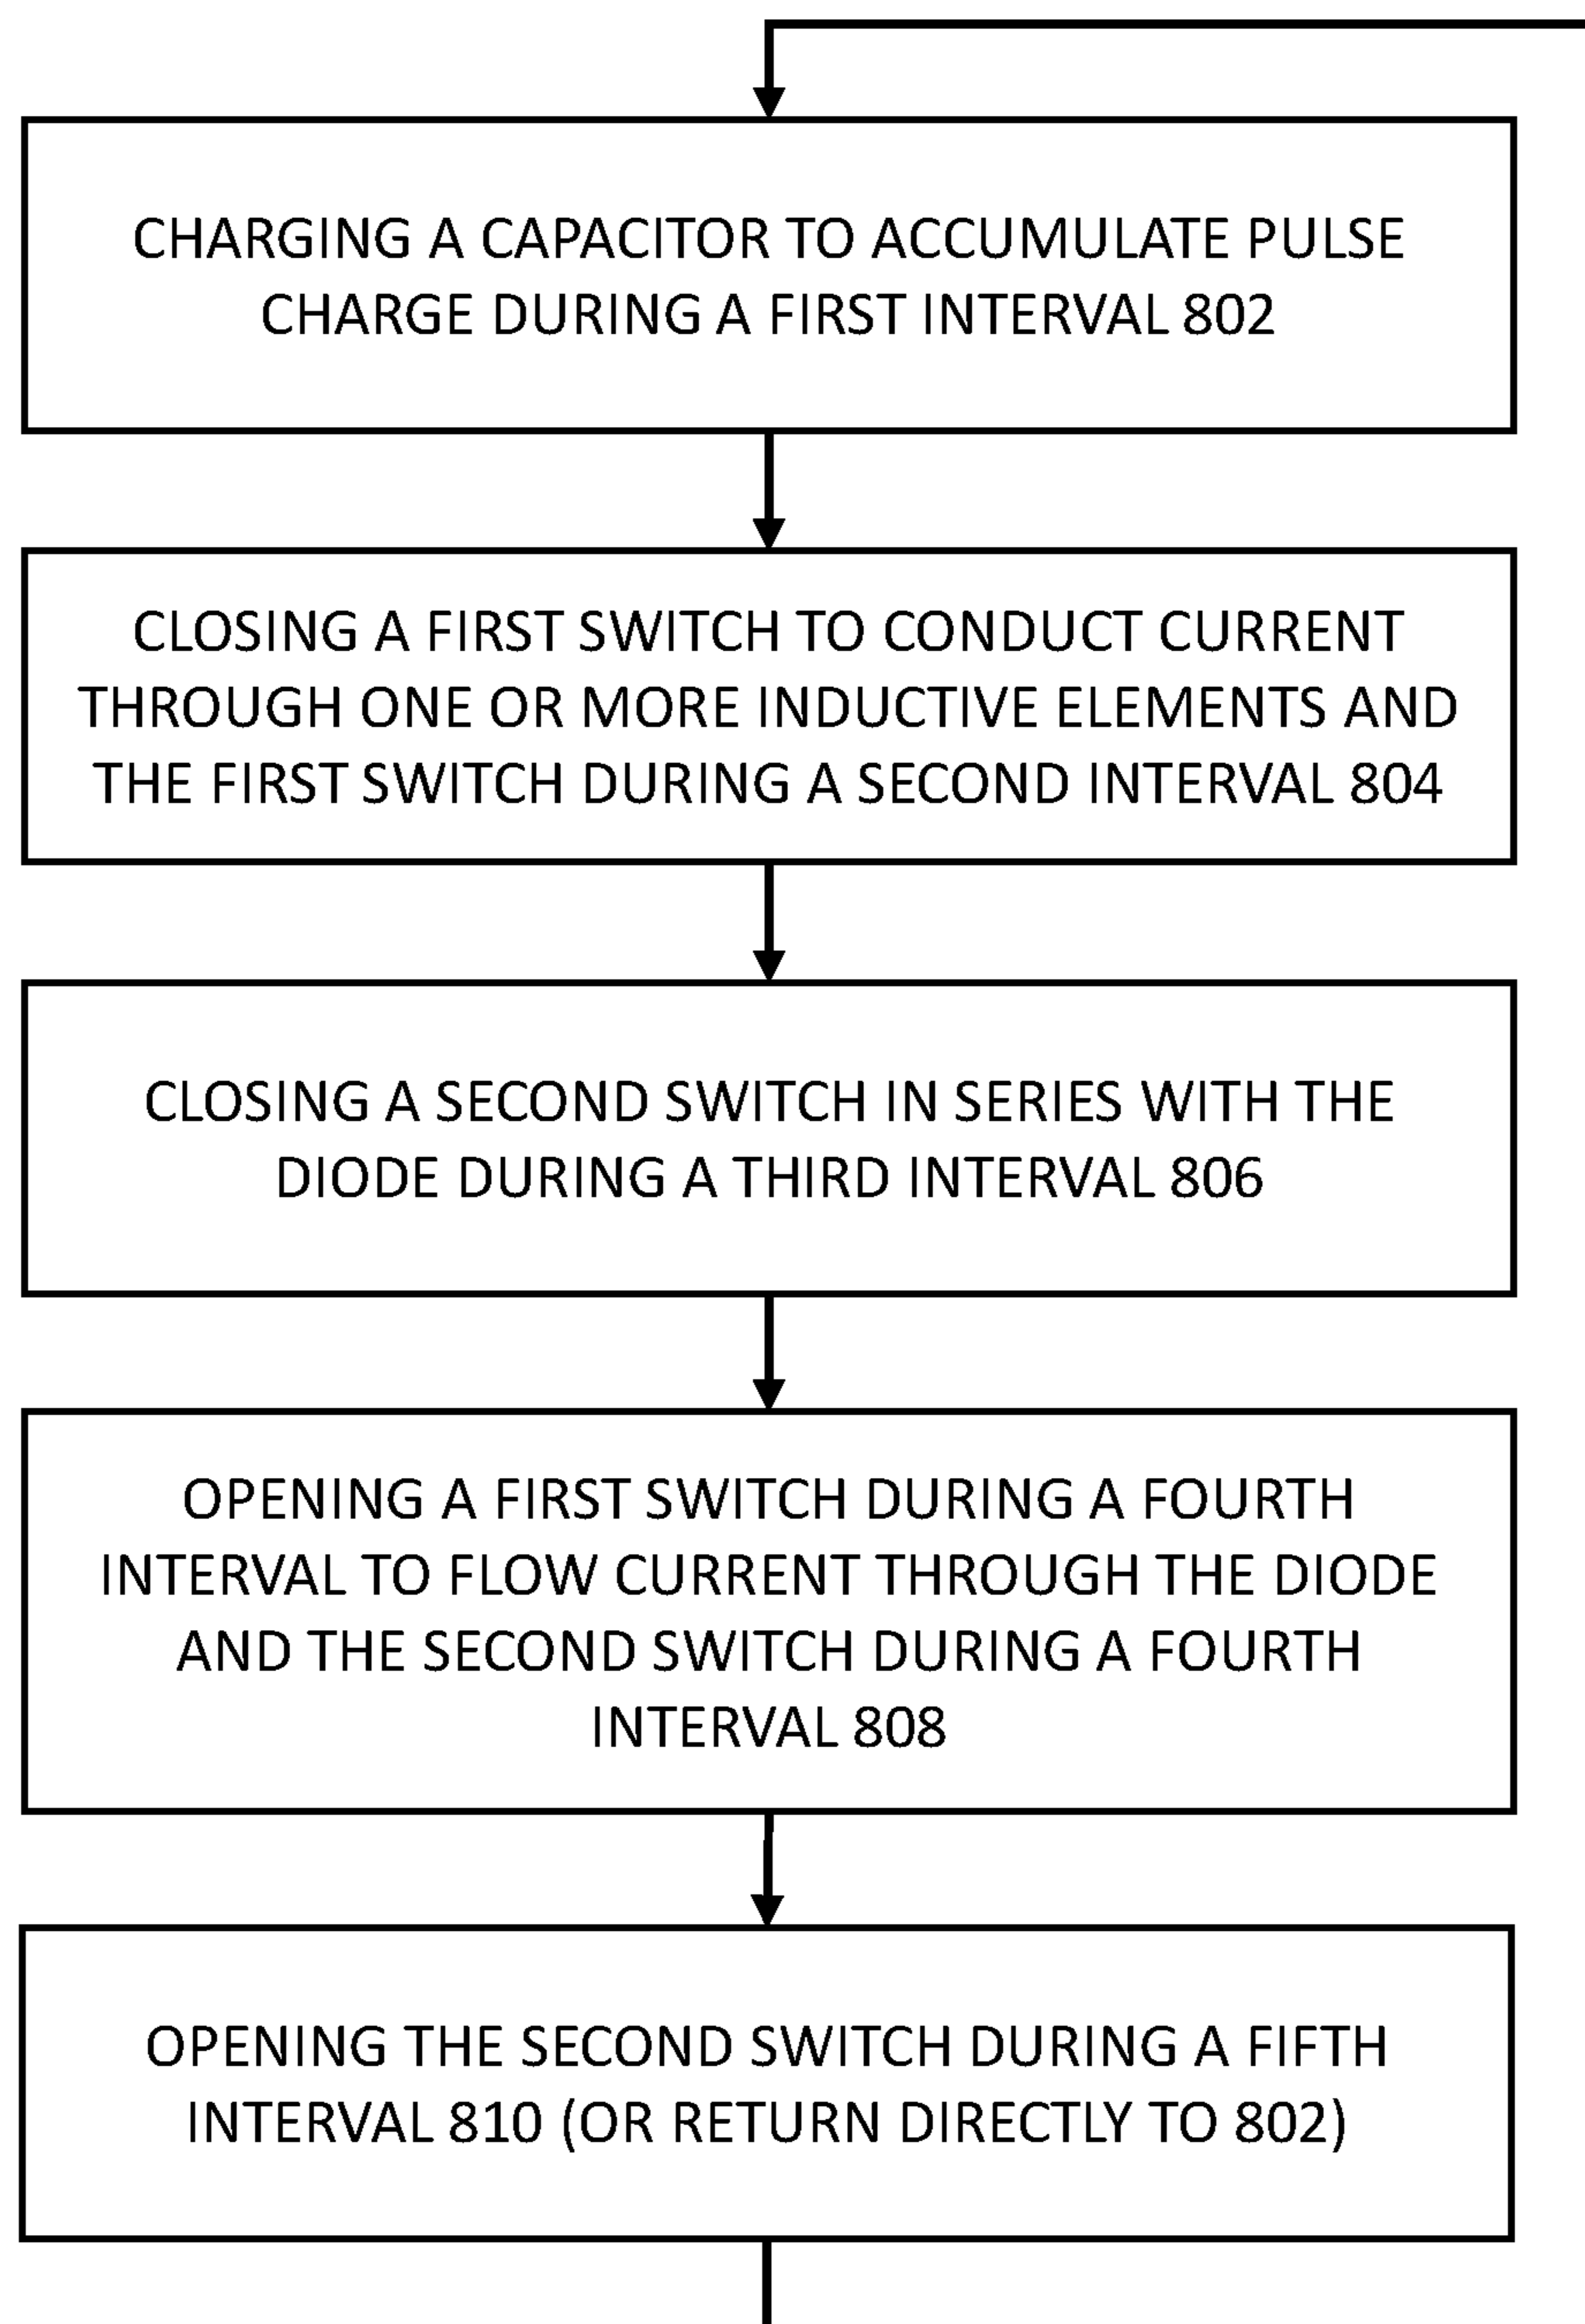 CHARGING A CAPACITOR TO ACCUMULATE PULSE
CHARGE DURING A FIRST INTERVAL 802
CLOSING A FIRST SWITCH TO CONDUCT CURRENT
THROUGH ONE OR MORE INDUCTIVE ELEMENTS AND
THE FIRST SWITCH DURING A SECOND INTERVAL 804
CLOSING A SECOND SWITCH IN SERIES WITH THE
DIODE DURING A THIRD INTERVAL 806
OPENING A FIRST SWITCH DURING A FOURTH
INTERVAL TO FLOW CURRENT THROUGH THE DIODE
AND THE SECOND SWITCH DURING A FOURTH
INTERVAL 808
OPENING THE SECOND SWITCH DURING A FIFTH
INTERVAL 810 (OR RETURN DIRECTLY TO 802)